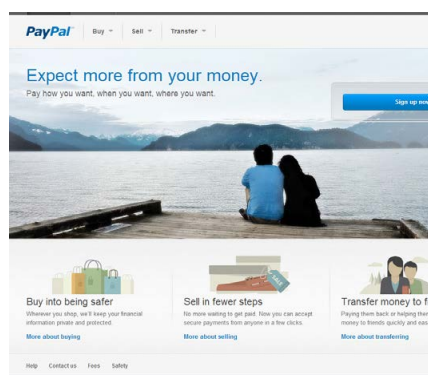 PayPal
Buy
Sell
Transfer
Expect more from your money.
Pay how you want, when you want, where you want.
Sign up now
SALE
Buy into being safer
Wherever you shop, we'll keep your financial
information private and protected.
More about buying
Sell in fewer steps
No more waiting to get paid. Now you can accept
secure payments from anyone in a few clicks.
More about selling
Transfer money to f
Paying them back or helping them
money to friends quickly and eas
More about transferring
Help Contact us Fees Safety